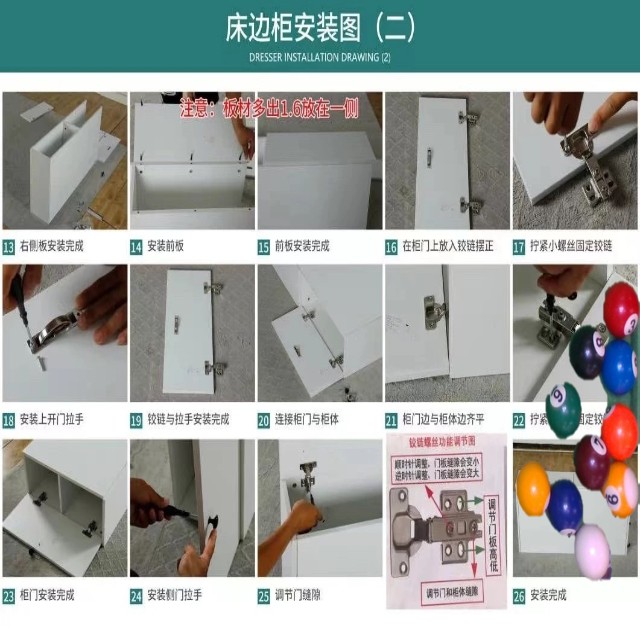 床边柜安装图（二）
DRESSER INSTALLATION DRAWING (2)
注意：板材多出1.6放在一侧
13 右侧板安装完成
14 安装前板
15 前板安装完成
16 在柜门上放入铰链摆正
17 拧紧小螺丝固定铰链
18 安装上开门拉手
19 铰链与拉手安装完成
20 连接柜门与柜体
21 柜门边与柜体边齐平
22 拧紧 固定铰
铰链螺丝功能调节图
顺时针调整、门板缝隙会变小
逆时针调整、门板缝隙会变大
调节门板高低
调节门和柜体缝隙
23 柜门安装完成
24 安装侧门拉手
25 调节门缝隙
26 安装完成